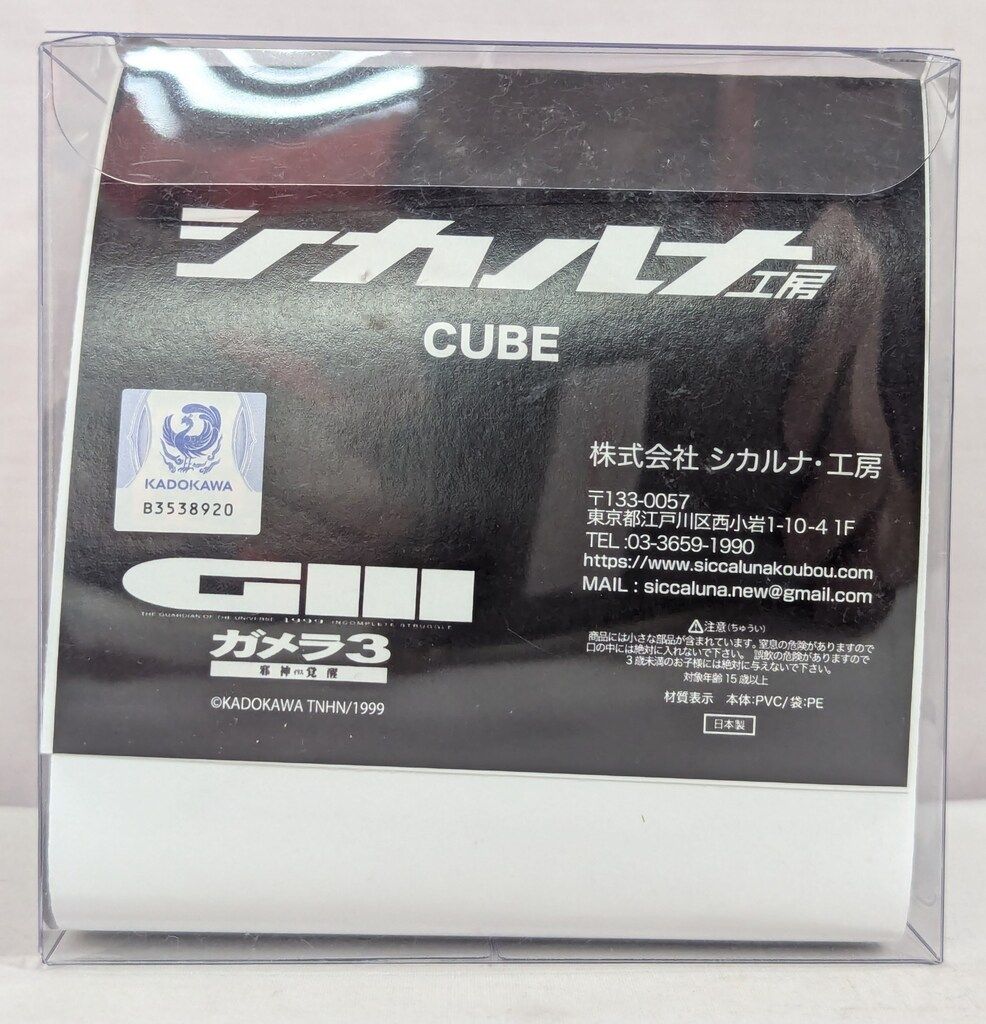 シカルナ工房
CUBE
KADOKAWA
B3538920
株式会社 シカルナ・工房
〒133-0057
東京都江戸川区西小岩1-10-4 1F
TEL:03-3659-1990
https://www.siccalunakoubou.com
MAIL : siccaluna.new@gmail.com
⚠注意(ちゅうい)
商品には小さな部品が含まれています。窒息の危険がありますので
口の中には絶対に入れないで下さい。 誤飲の危険がありますので
3歳未満のお子様には絶対に与えないで下さい。
対象年齢 15歳以上
材質表示 本体:PVC/ 袋:PE
日本製
GIII
THE GUARDIAN OF THE UNIVERSE 1999 INCOMPLETE STRUGGLE
ガメラ3
邪神〈イリス〉覚醒
©KADOKAWA TNHN/1999